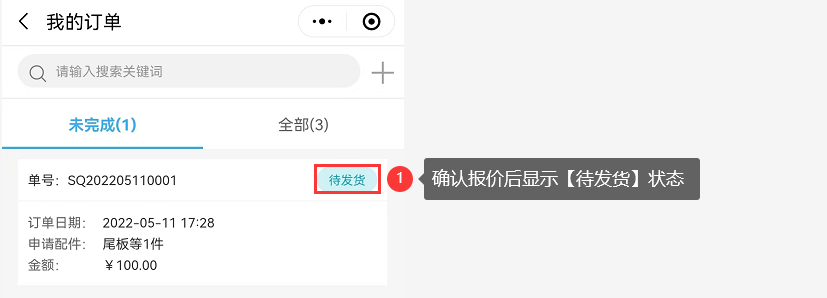 我的订单
请输入搜索关键词
未完成(1)
全部(3)
单号：SQ202205110001
待发货
1
确认报价后显示【待发货】状态
订单日期：2022-05-11 17:28
申请配件：尾板等1件
金额：￥100.00